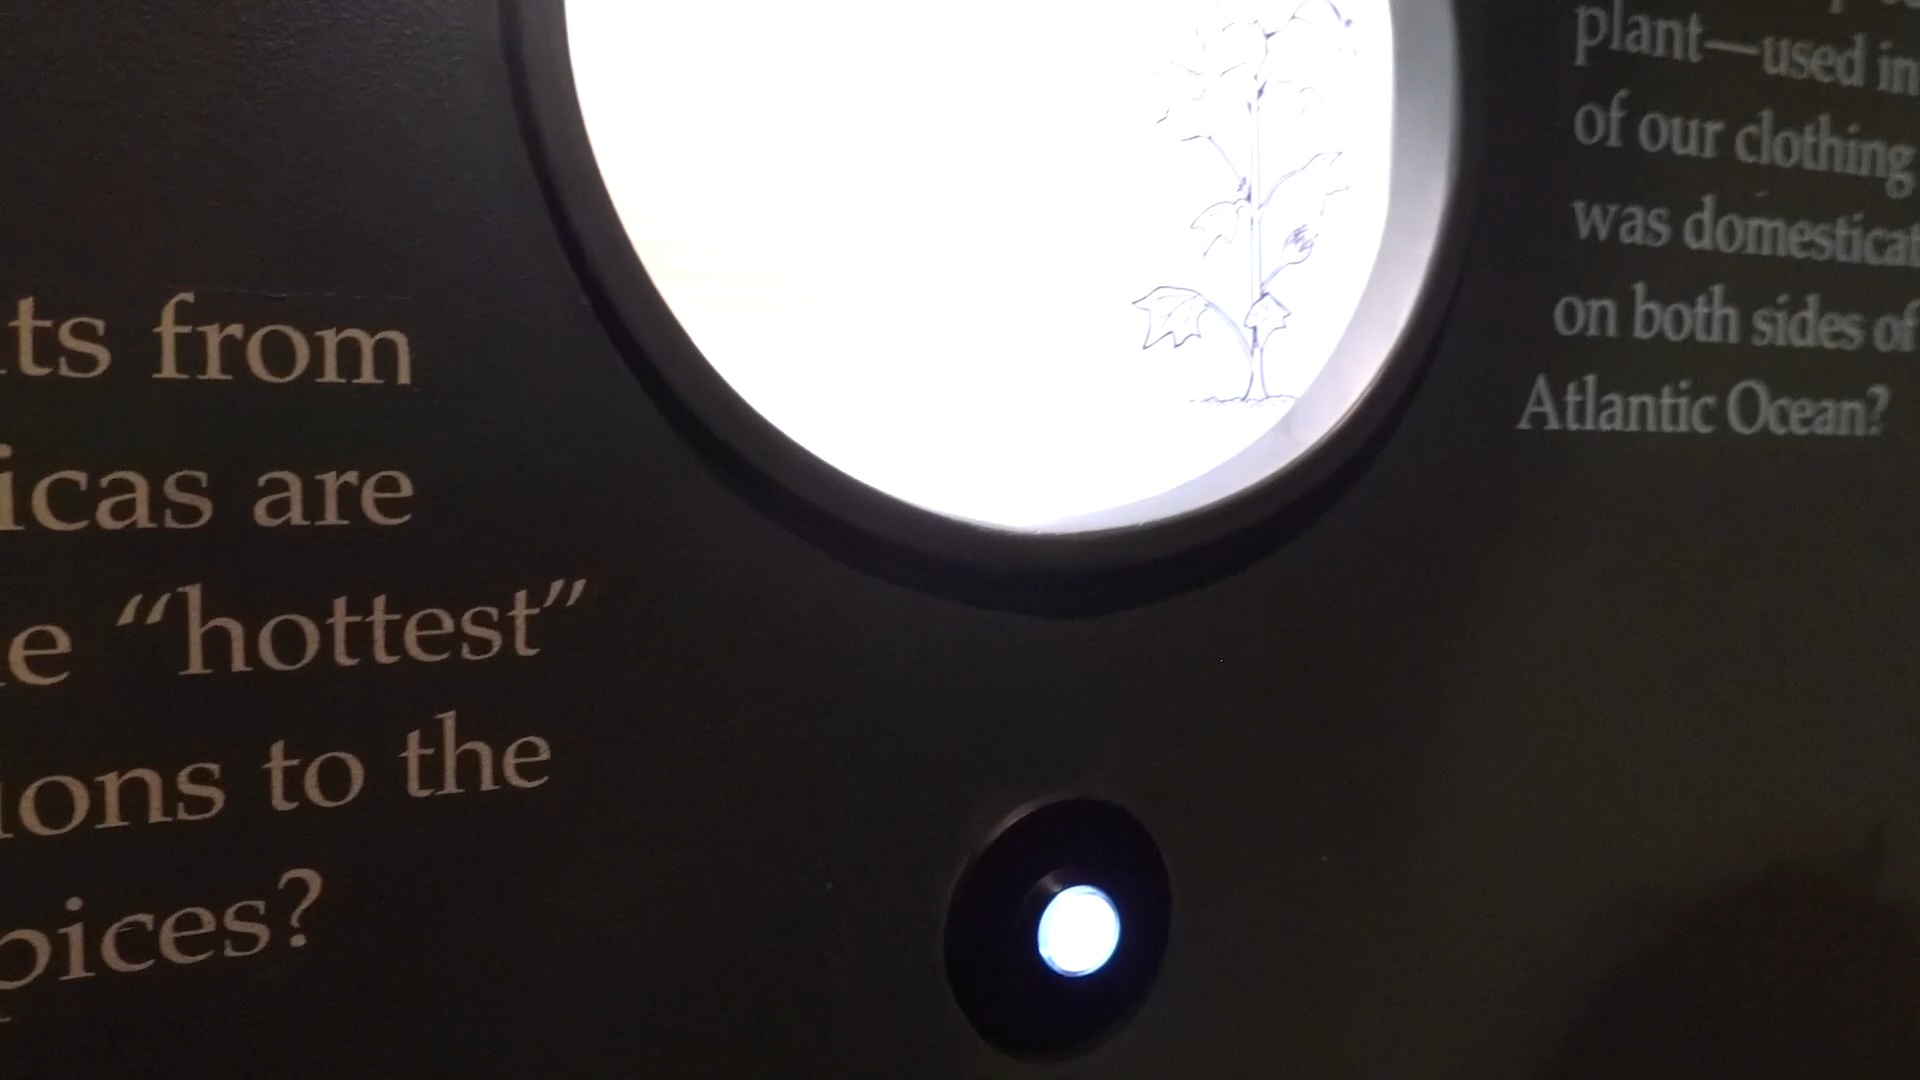 ts from
icas are
e “hottest”
ions to the
pices?
plant—used in
of our clothing
was domesticat
on both sides of
Atlantic Ocean?